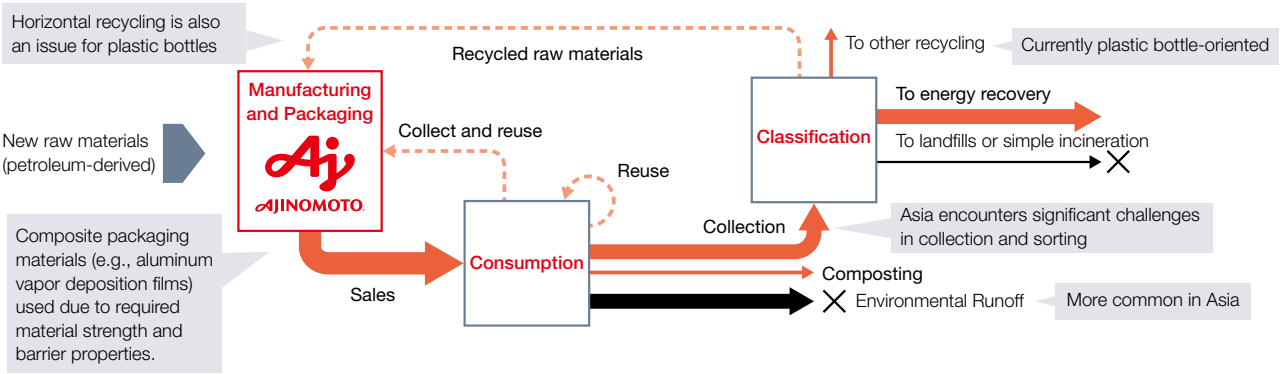 Horizontal recycling is also
an issue for plastic bottles
Recycled raw materials
To other recycling
Currently plastic bottle-oriented
Manufacturing
and Packaging
Aj
AJINOMOTO
New raw materials
(petroleum-derived)
Collect and reuse
Reuse
Classification
To energy recovery
To landfills or simple incineration
Composite packaging
materials (e.g., aluminum
vapor deposition films)
used due to required
material strength and
barrier properties.
Sales
Consumption
Collection
Asia encounters significant challenges
in collection and sorting
Composting
Environmental Runoff
More common in Asia